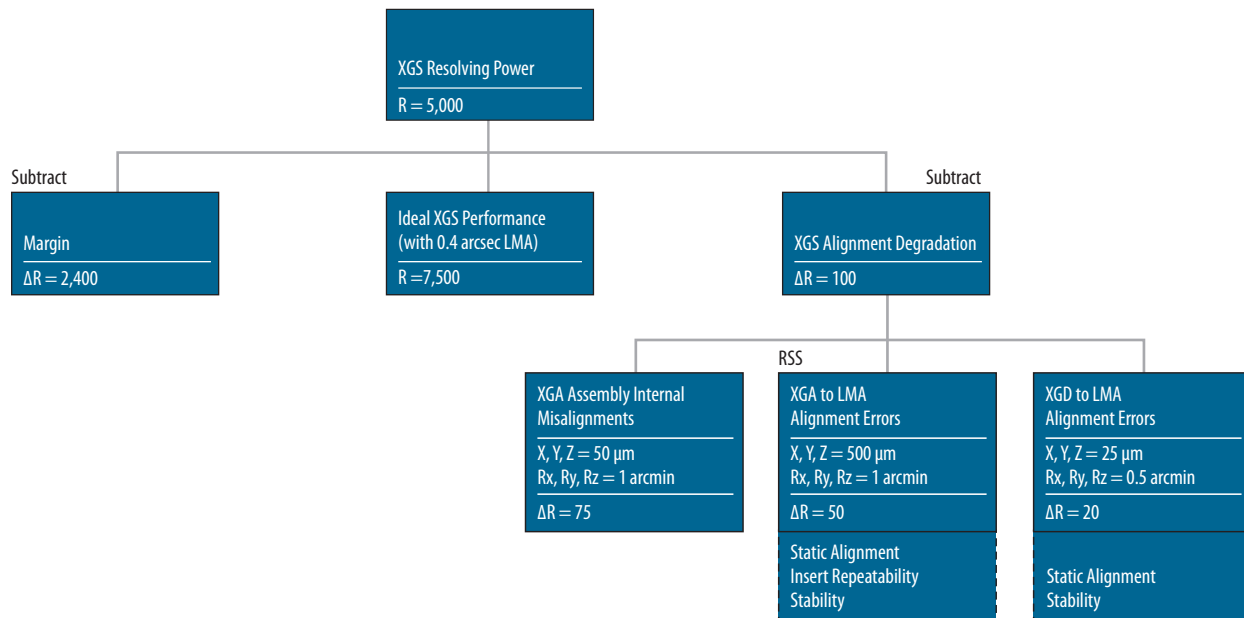 XGS Resolving Power
R = 5,000
Subtract
Margin
ΔR = 2,400
Ideal XGS Performance
(with 0.4 arcsec LMA)
R =7,500
Subtract
XGS Alignment Degradation
ΔR = 100
RSS
XGA Assembly Internal
Misalignments
X, Y, Z = 50 µm
Rx, Ry, Rz = 1 arcmin
ΔR = 75
XGA to LMA
Alignment Errors
X, Y, Z = 500 µm
Rx, Ry, Rz = 1 arcmin
ΔR = 50
Static Alignment
Insert Repeatability
Stability
XGD to LMA
Alignment Errors
X, Y, Z = 25 µm
Rx, Ry, Rz = 0.5 arcmin
ΔR = 20
Static Alignment
Stability